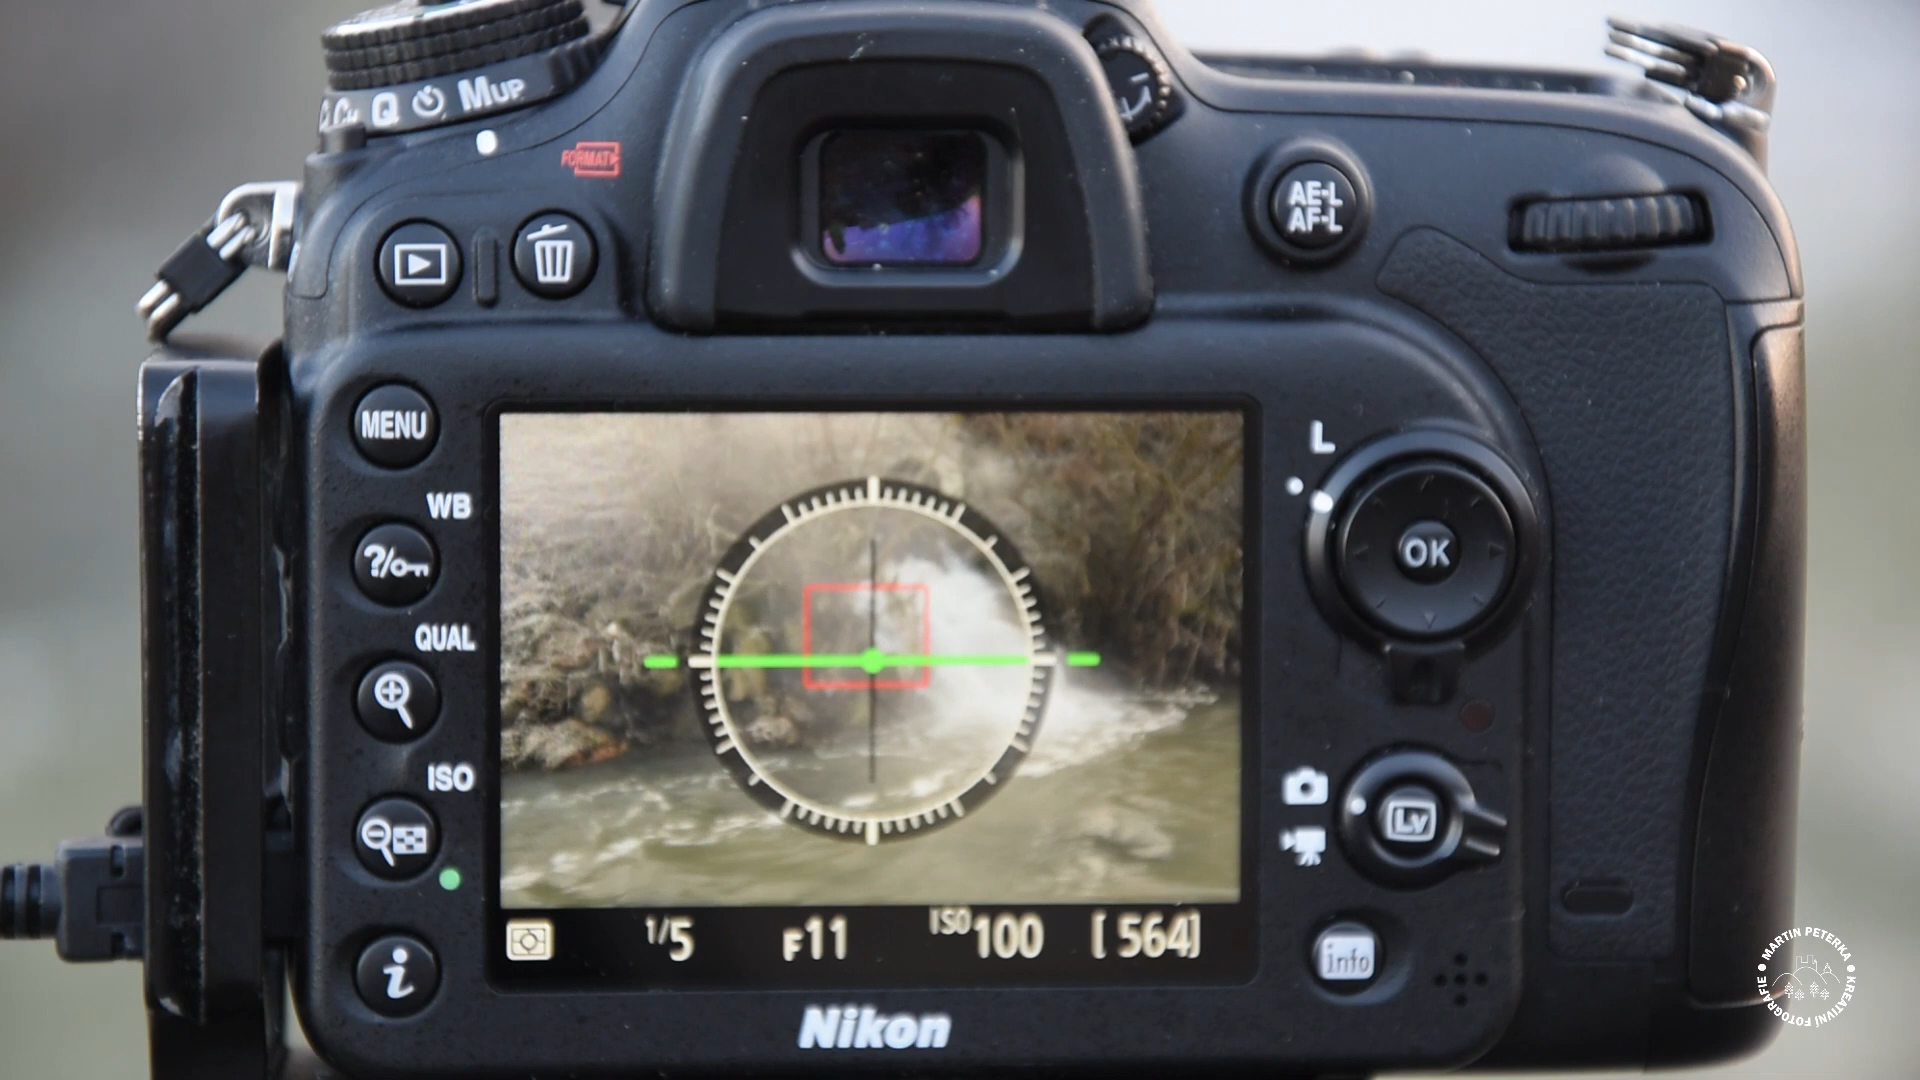 Q MUP
FORMAT
AE-L
AF-L
MENU
WB
?/
QUAL
ISO
i
L
OK
Lv
info
1/5 F11 ISO100 [ 564]
Nikon
MARTIN PETERKA
KREATIVNÍ FOTOGRAFIE